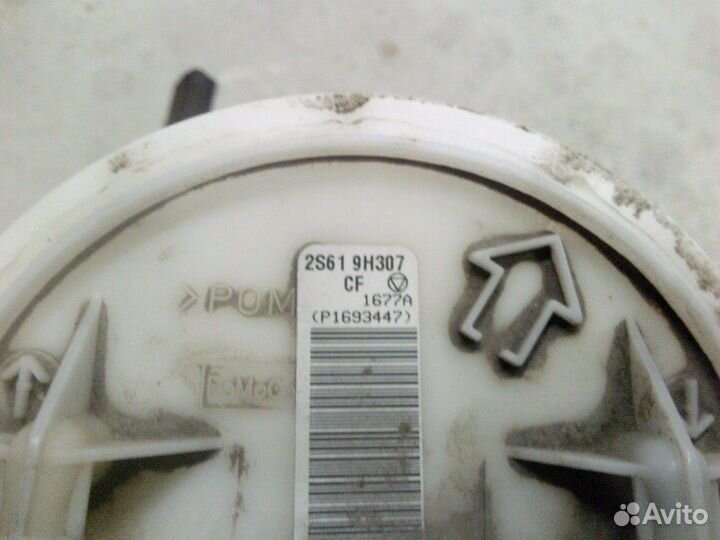 2S61 9H307
CF
1677A
(P1693447)
>POM
FoMoCo
Avito